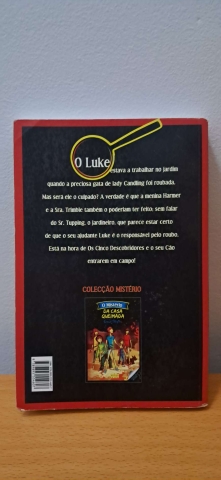 O Luke
estava a trabalhar no jardim
quando a preciosa gata de lady Candling foi roubada.
Mas será ele o culpado? A verdade é que a menina Harmer
e a Sra. Trimble também o poderiam ter feito, sem falar
do Sr. Tupping, o jardineiro, que parece estar certo
de que o seu ajudante Luke é o responsável pelo roubo.
Está na hora de Os Cinco Descobridores e o seu Cão
entrarem em campo!
COLECÇÃO MISTÉRIO
O MISTÉRIO
DA CASA
QUEIMADA